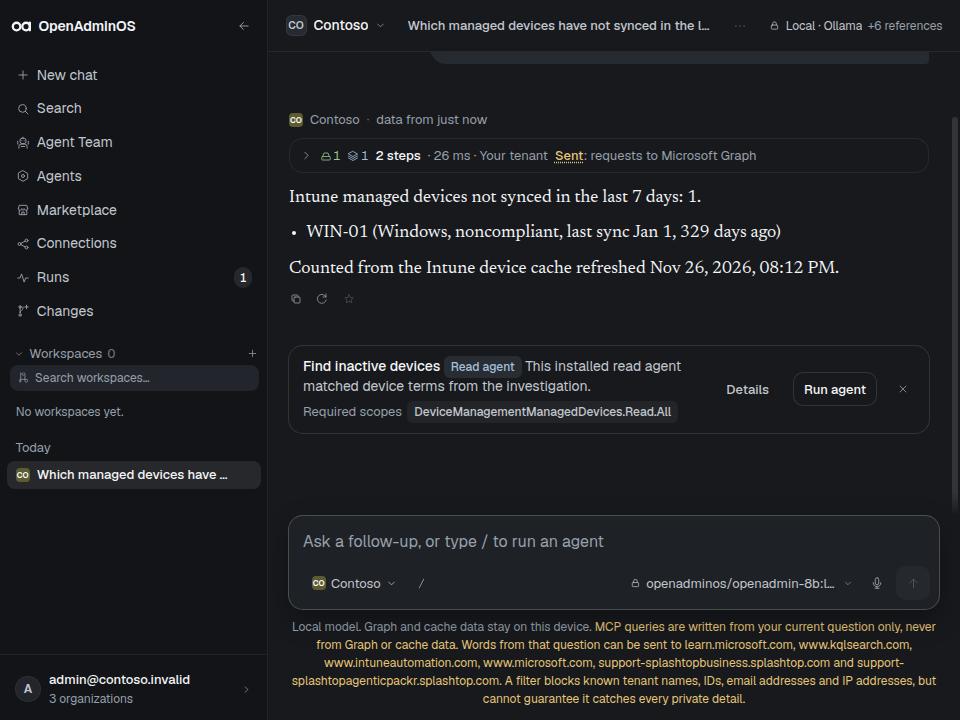 OpenAdminOS
CO Contoso
Which managed devices have not synced in the l…
Local · Ollama +6 references
New chat
Search
Agent Team
Agents
Marketplace
Connections
Runs 1
Changes
Workspaces 0
Search workspaces…
No workspaces yet.
Today
CO Which managed devices have …
A admin@contoso.invalid
3 organizations
CO Contoso · data from just now
1 1 2 steps · 26 ms · Your tenant Sent: requests to Microsoft Graph
Intune managed devices not synced in the last 7 days: 1.
• WIN-01 (Windows, noncompliant, last sync Jan 1, 329 days ago)
Counted from the Intune device cache refreshed Nov 26, 2026, 08:12 PM.
Find inactive devices Read agent This installed read agent
matched device terms from the investigation.
Required scopes DeviceManagementManagedDevices.Read.All
Details
Run agent
Ask a follow-up, or type / to run an agent
CO Contoso /
openadminos/openadmin-8b:l…
Local model. Graph and cache data stay on this device. MCP queries are written from your current question only, never
from Graph or cache data. Words from that question can be sent to learn.microsoft.com, www.kqlsearch.com,
www.intuneautomation.com, www.microsoft.com, support-splashtopbusiness.splashtop.com and support-
splashtopagenticpackr.splashtop.com. A filter blocks known tenant names, IDs, email addresses and IP addresses, but
cannot guarantee it catches every private detail.